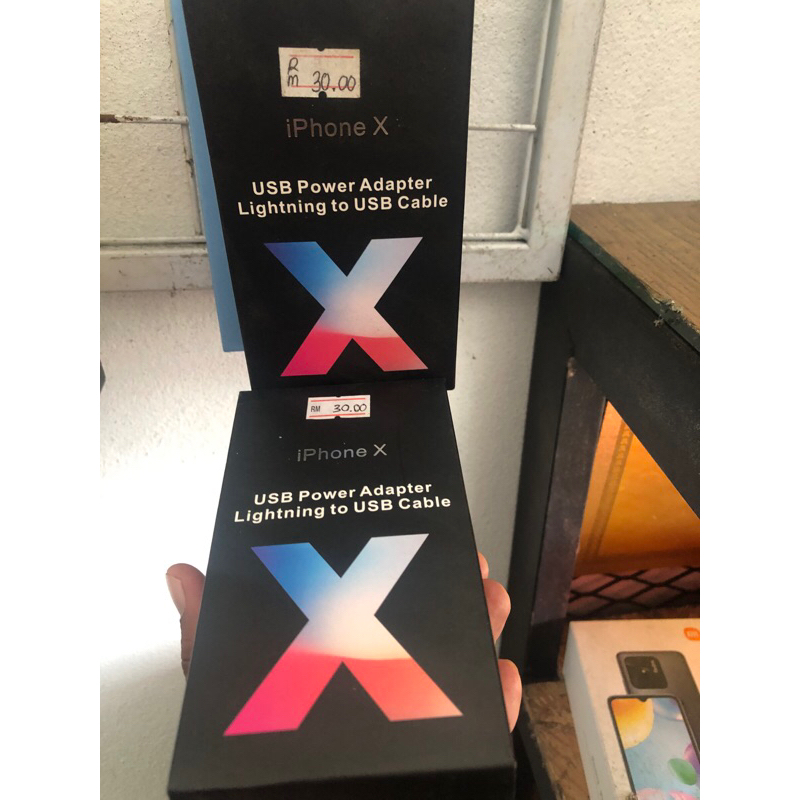 RM 30.00
iPhone X
USB Power Adapter
Lightning to USB Cable
X
RM 30.00
iPhone X
USB Power Adapter
Lightning to USB Cable
X